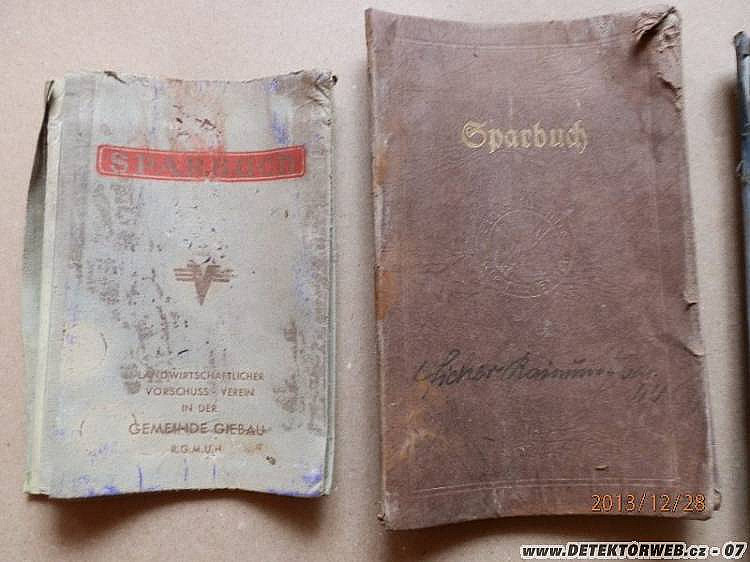 SPARBUCH
LANDWIRTSCHAFTLICHER
VORSCHUSS - VEREIN
IN DER
GEMEINDE GIEBAU
R.G.M.U.H.
Sparbuch
2013/12/28
www.DETEKTORWEB.cz - 07